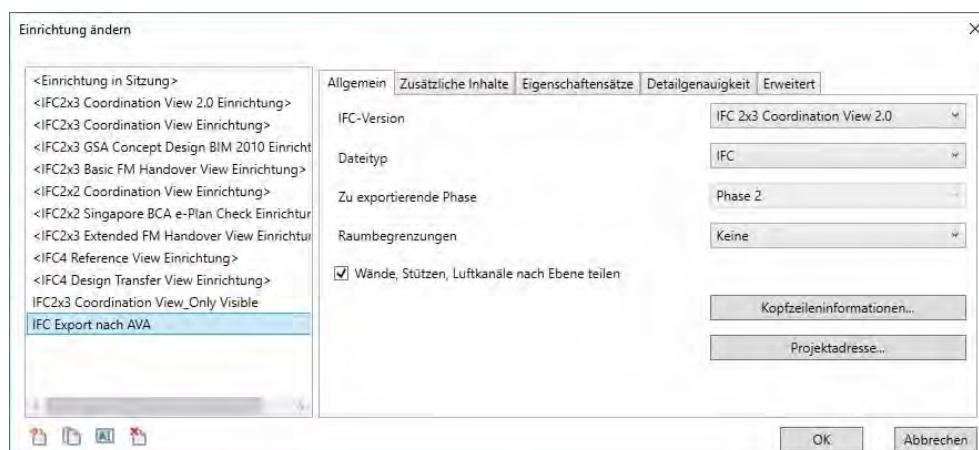 Einrichtung ändern
<Einrichtung in Sitzung>
<IFC2x3 Coordination View 2.0 Einrichtung>
<IFC2x3 Coordination View Einrichtung>
<IFC2x3 GSA Concept Design BIM 2010 Einricht
<IFC2x3 Basic FM Handover View Einrichtung>
<IFC2x2 Coordination View Einrichtung>
<IFC2x2 Singapore BCA e-Plan Check Einrichtur
<IFC2x3 Extended FM Handover View Einrichtu
<IFC4 Reference View Einrichtung>
<IFC4 Design Transfer View Einrichtung>
IFC2x3 Coordination View_Only Visible
IFC Export nach AVA
Allgemein Zusätzliche Inhalte Eigenschaftensätze Detailgenauigkeit Erweitert
IFC-Version IFC 2x3 Coordination View 2.0
Dateityp IFC
Zu exportierende Phase Phase 2
Raumbegrenzungen Keine
Wände, Stützen, Luftkanäle nach Ebene teilen
Kopfzeileninformationen...
Projektadresse...
OK Abbrechen